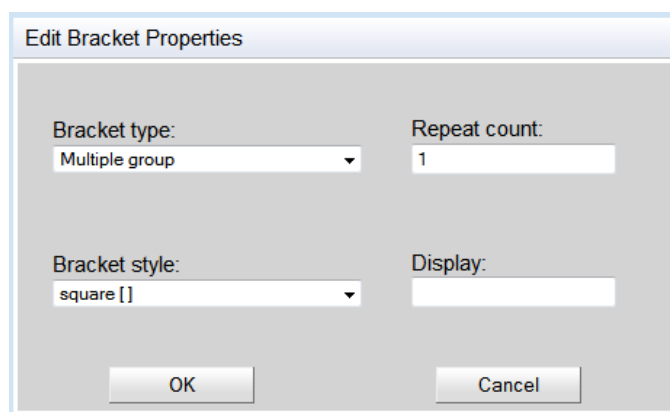 Edit Bracket Properties
Bracket type: Repeat count:
Multiple group 1
Bracket style: Display:
square [ ]
OK Cancel